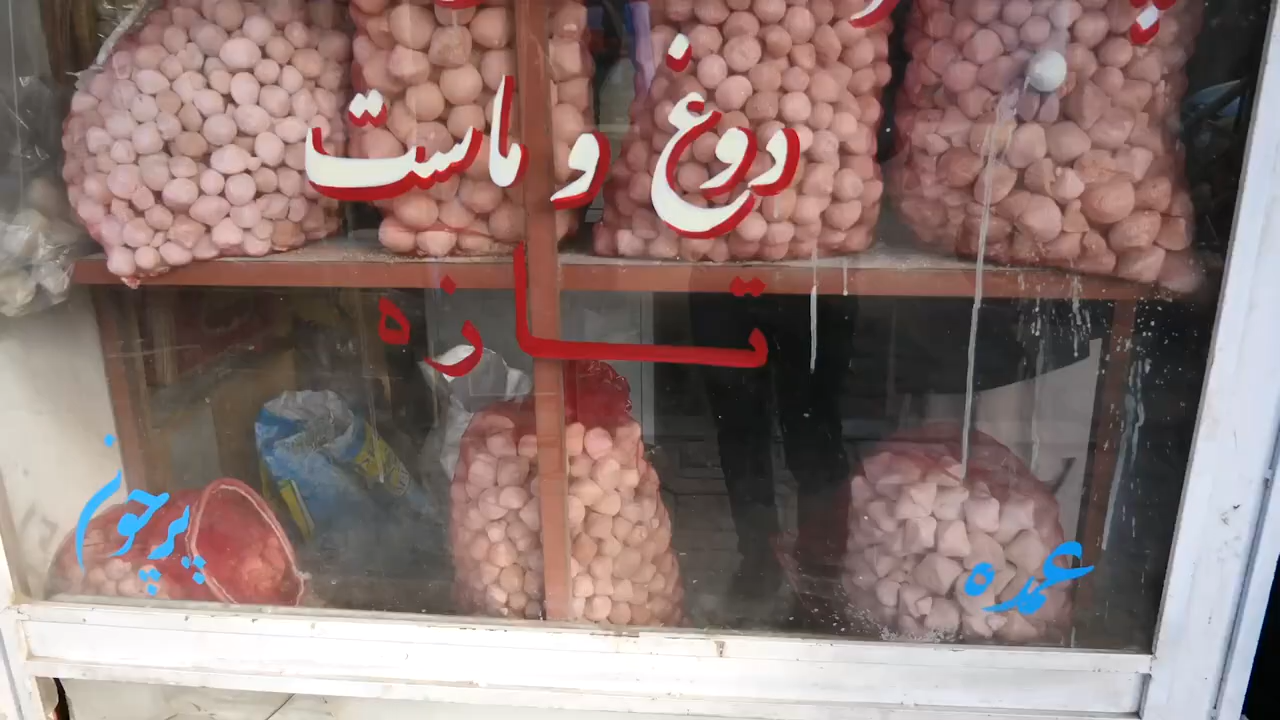 دوغ و ماست
تازه
عمده پرچون